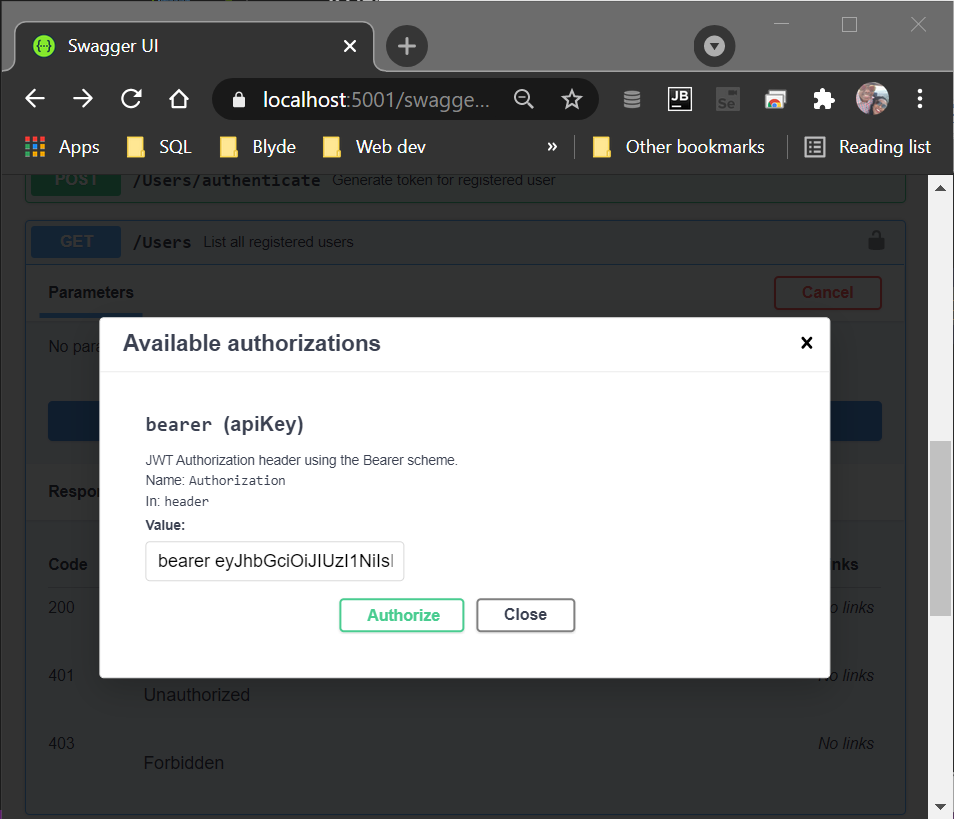 Swagger UI
localhost:5001/swagge...
JB
Se
Apps
SQL
Blyde
Web dev
»
Other bookmarks
Reading list
POST /Users/authenticate Generate token for registered user
GET /Users List all registered users
Parameters
Cancel
No para
Available authorizations
bearer (apiKey)
JWT Authorization header using the Bearer scheme.
Name: Authorization
In: header
Value:
bearer eyJhbGciOiJIUzI1NiIsI
Authorize
Close
Respon
Code
nks
200
o links
401
No links
Unauthorized
403
No links
Forbidden